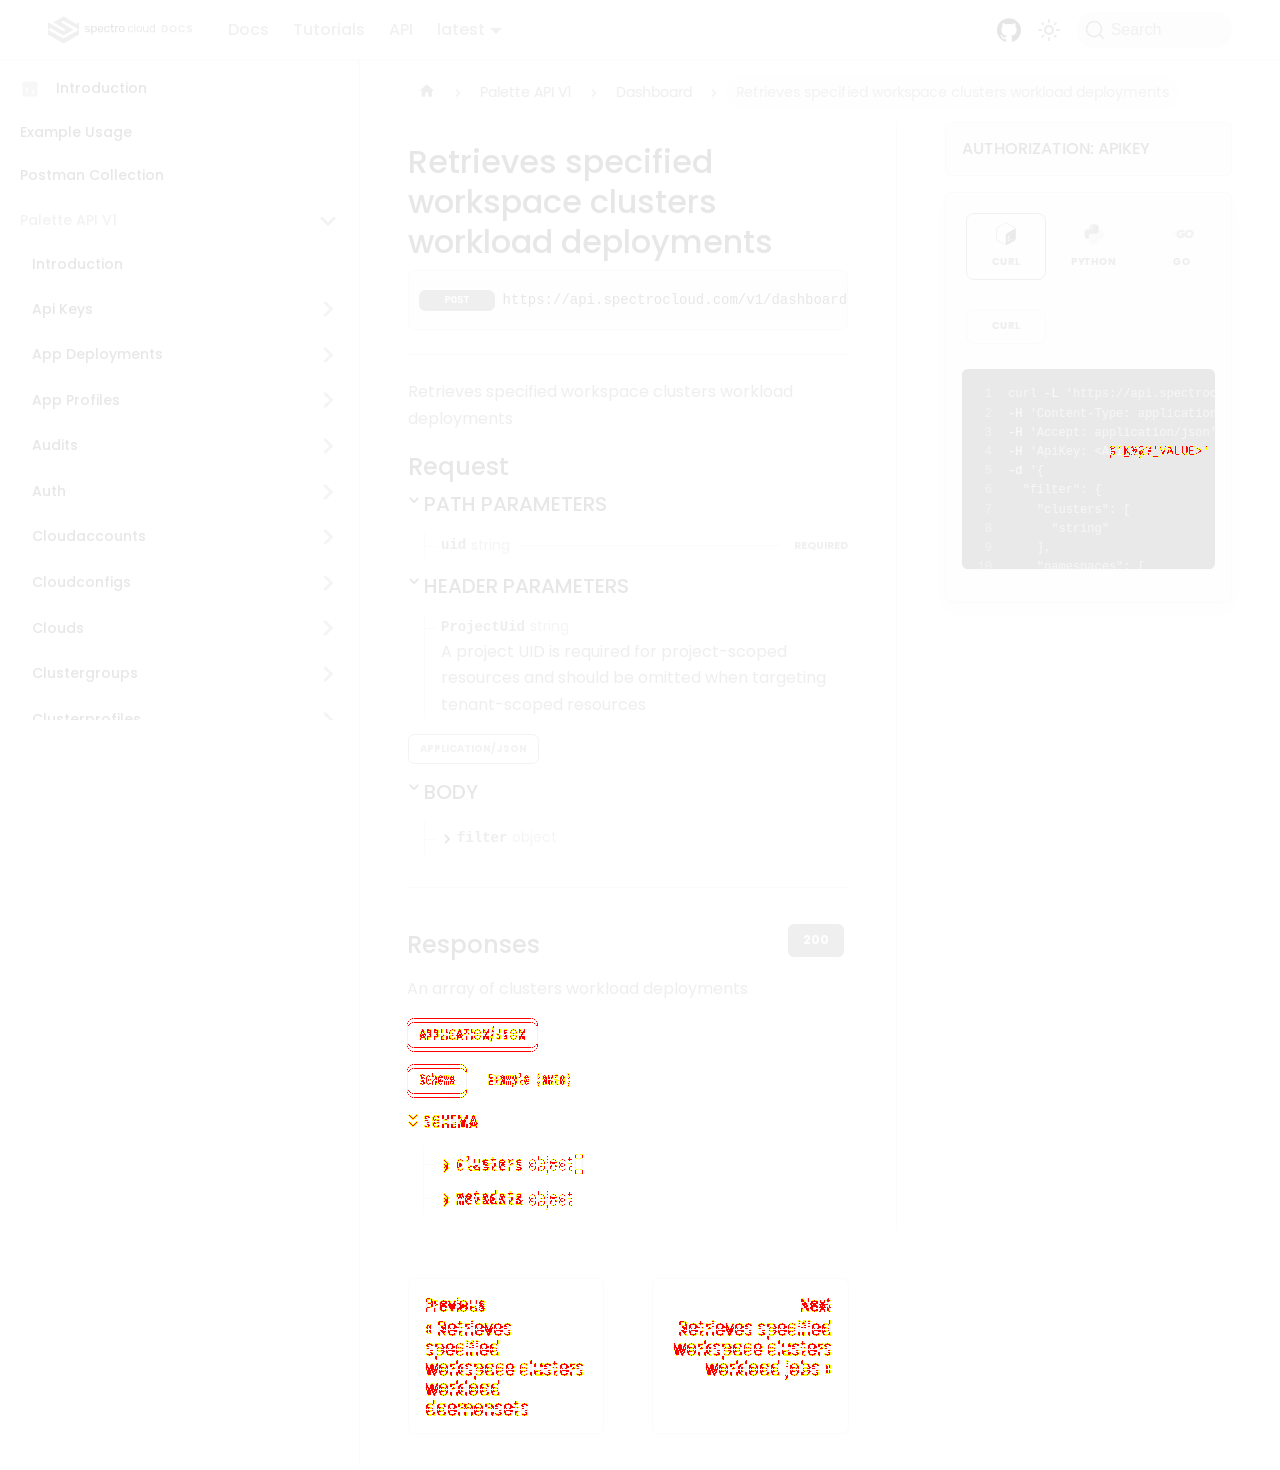 spectro cloud DOCS
Docs
Tutorials
API
latest
Search
Introduction
Example Usage
Postman Collection
Palette API V1
Introduction
Api Keys
App Deployments
App Profiles
Audits
Auth
Cloudaccounts
Cloudconfigs
Clouds
Clustergroups
Clusterprofiles
Palette API V1
Dashboard
Retrieves specified workspace clusters workload deployments
Retrieves specified
workspace clusters
workload deployments
POST https://api.spectrocloud.com/v1/dashboard
Retrieves specified workspace clusters workload
deployments
Request
PATH PARAMETERS
uid string REQUIRED
HEADER PARAMETERS
ProjectUid string
A project UID is required for project-scoped
resources and should be omitted when targeting
tenant-scoped resources
APPLICATION/JSON
BODY
filter object
Responses
200
An array of clusters workload deployments
APPLICATION/JSON
Schema Example (auto)
SCHEMA
clusters object[]
metadata object
Previous
« Retrieves
specified
workspace clusters
workload
daemonsets
Next
Retrieves specified
workspace clusters
workload jobs »
AUTHORIZATION: APIKEY
CURL
PYTHON
GO
GO
CURL
1 curl -L 'https://api.spectroc
2 -H 'Content-Type: application
3 -H 'Accept: application/json'
4 -H 'ApiKey: <A
_VALUE>'
5 -d '{
6 "filter": {
7 "clusters": [
8 "string"
9 ],
10 "namespaces": [